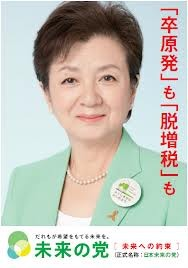 「卒原発」も「脱増税」も
だれもが希望をもてる未来を。
未来の党
[ 未来への約束 ]
(正式名称:日本未来の党)